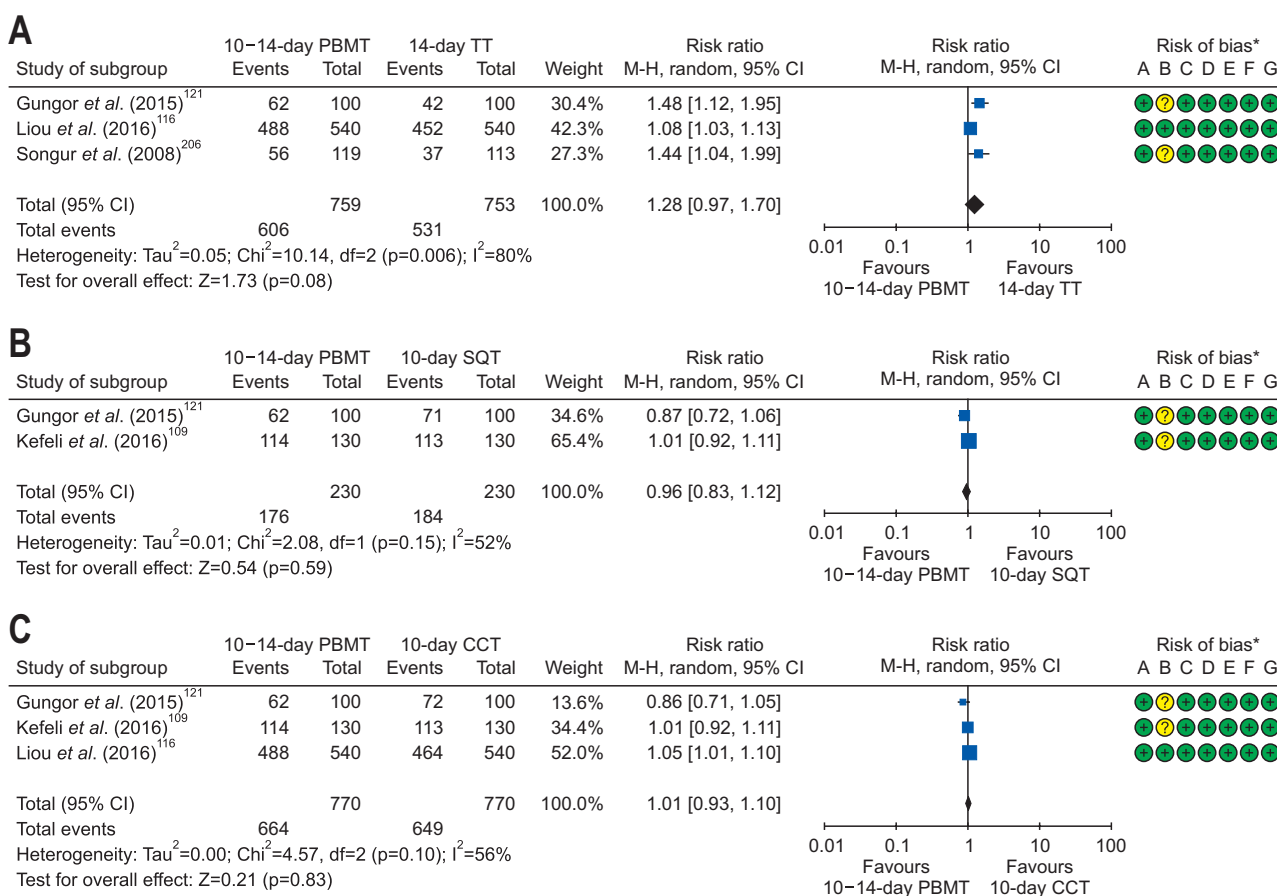 A
10−14-day PBMT 14-day TT Risk ratio Risk ratio Risk of bias*
Study of subgroup Events Total Events Total Weight M-H, random, 95% CI M-H, random, 95% CI A B C D E F G
Gungor et al. (2015)121 62 100 42 100 30.4% 1.48 [1.12, 1.95] + ? + + + + +
Liou et al. (2016)116 488 540 452 540 42.3% 1.08 [1.03, 1.13] + + + + + + +
Songur et al. (2008)206 56 119 37 113 27.3% 1.44 [1.04, 1.99] + ? + + + + +
Total (95% CI) 759 753 100.0% 1.28 [0.97, 1.70]
Total events 606 531
Heterogeneity: Tau2=0.05; Chi2=10.14, df=2 (p=0.006); I2=80%
Test for overall effect: Z=1.73 (p=0.08)
0.01 0.1 1 10 100
Favours Favours
10−14-day PBMT 14-day TT
B
10−14-day PBMT 10-day SQT Risk ratio Risk ratio Risk of bias*
Study of subgroup Events Total Events Total Weight M-H, random, 95% CI M-H, random, 95% CI A B C D E F G
Gungor et al. (2015)121 62 100 71 100 34.6% 0.87 [0.72, 1.06] + ? + + + + +
Kefeli et al. (2016)109 114 130 113 130 65.4% 1.01 [0.92, 1.11] + ? + + + + +
Total (95% CI) 230 230 100.0% 0.96 [0.83, 1.12]
Total events 176 184
Heterogeneity: Tau2=0.01; Chi2=2.08, df=1 (p=0.15); I2=52%
Test for overall effect: Z=0.54 (p=0.59)
0.01 0.1 1 10 100
Favours Favours
10−14-day PBMT 10-day SQT
C
10−14-day PBMT 10-day CCT Risk ratio Risk ratio Risk of bias*
Study of subgroup Events Total Events Total Weight M-H, random, 95% CI M-H, random, 95% CI A B C D E F G
Gungor et al. (2015)121 62 100 72 100 13.6% 0.86 [0.71, 1.05] + ? + + + + +
Kefeli et al. (2016)109 114 130 113 130 34.4% 1.01 [0.92, 1.11] + ? + + + + +
Liou et al. (2016)116 488 540 464 540 52.0% 1.05 [1.01, 1.10] + + + + + + +
Total (95% CI) 770 770 100.0% 1.01 [0.93, 1.10]
Total events 664 649
Heterogeneity: Tau2=0.00; Chi2=4.57, df=2 (p=0.10); I2=56%
Test for overall effect: Z=0.21 (p=0.83)
0.01 0.1 1 10 100
Favours Favours
10−14-day PBMT 10-day CCT